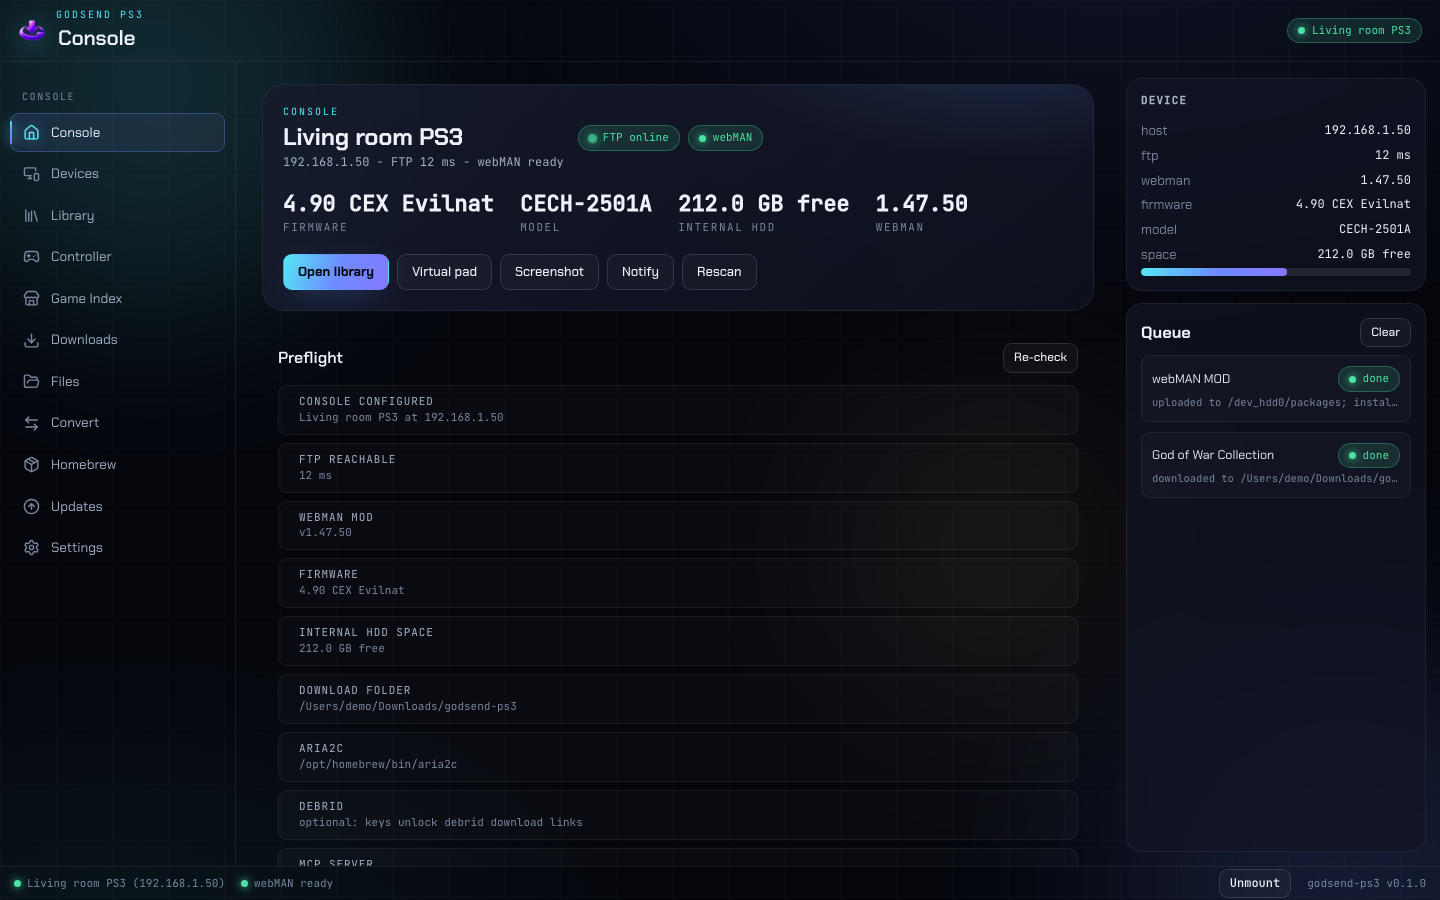 GODSEND PS3
Console
Living room PS3
CONSOLE
Console
Devices
Library
Controller
Game Index
Downloads
Files
Convert
Homebrew
Updates
Settings
CONSOLE
Living room PS3
FTP online
webMAN
192.168.1.50 - FTP 12 ms - webMAN ready
4.90 CEX Evilnat
CECH-2501A
212.0 GB free
1.47.50
FIRMWARE
MODEL
INTERNAL HDD
WEBMAN
Open library
Virtual pad
Screenshot
Notify
Rescan
Preflight
Re-check
CONSOLE CONFIGURED
Living room PS3 at 192.168.1.50
FTP REACHABLE
12 ms
WEBMAN MOD
v1.47.50
FIRMWARE
4.90 CEX Evilnat
INTERNAL HDD SPACE
212.0 GB free
DOWNLOAD FOLDER
/Users/demo/Downloads/godsend-ps3
ARIA2C
/opt/homebrew/bin/aria2c
DEBRID
optional: keys unlock debrid download links
MCP SERVER
DEVICE
host 192.168.1.50
ftp 12 ms
webman 1.47.50
firmware 4.90 CEX Evilnat
model CECH-2501A
space 212.0 GB free
Queue
Clear
webMAN MOD
done
uploaded to /dev_hdd0/packages; instal…
God of War Collection
done
downloaded to /Users/demo/Downloads/go…
Living room PS3 (192.168.1.50)
webMAN ready
Unmount
godsend-ps3 v0.1.0